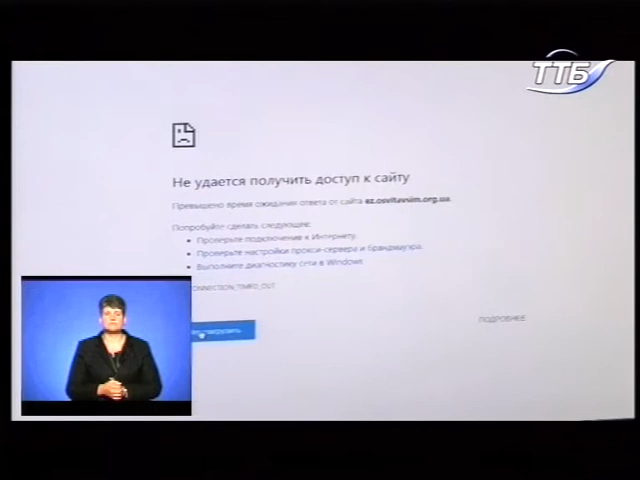 ТТБ
Не удается получить доступ к сайту
Превышено время ожидания ответа от сайта ez.osvitavsim.org.ua.
Попробуйте сделать следующее:
Проверьте подключение к Интернету.
Проверьте настройки прокси-сервера и брандмауэра.
Выполните диагностику сети в Windows.
CONNECTION_TIMED_OUT
ПОДРОБНЕЕ